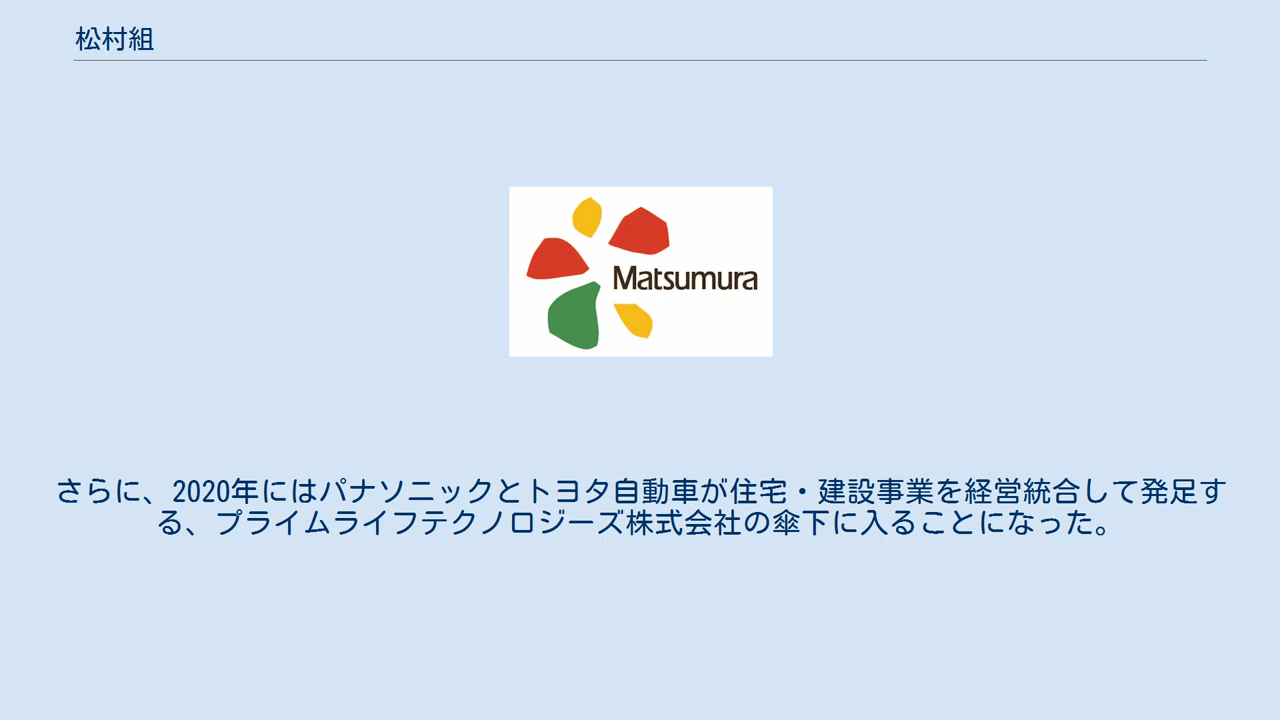 松村組
Matsumura
さらに、2020年にはパナソニックとトヨタ自動車が住宅・建設事業を経営統合して発足す
る、プライムライフテクノロジーズ株式会社の傘下に入ることになった。